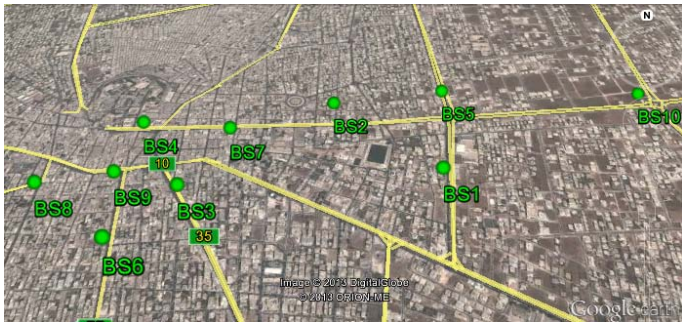 N
BS5
BS10
BS2
BS4
BS7
10
BS1
BS8
BS9
BS3
35
BS6
Image © 2013 DigitalGlobe
© 2013 ORION-ME
Google earth